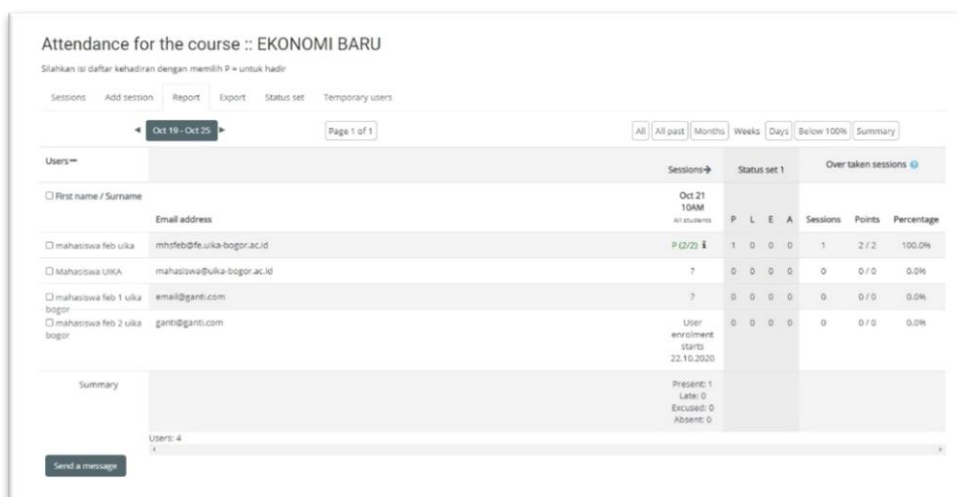 Attendance for the course :: EKONOMI BARU
Silahkan isi daftar kehadiran dengan memilih P = untuk hadir
Sessions Add session Report Export Status set Temporary users
◄ Oct 19 - Oct 25 ► Page 1 of 1 All All past Months Weeks Days Below 100% Summary
Users Sessions→ Status set 1 Over taken sessions
First name / Surname Email address Oct 21 10AM All students P L E A Sessions Points Percentage
mahasiswa feb uika mhsfeb@fe.uika-bogor.ac.id P (2/2) 1 0 0 0 1 2 / 2 100.0%
Mahasiswa UIKA mahasiswa@uika-bogor.ac.id ? 0 0 0 0 0 0 / 0 0.0%
mahasiswa feb 1 uika bogor email@ganti.com ? 0 0 0 0 0 0 / 0 0.0%
mahasiswa feb 2 uika bogor ganti@ganti.com User enrolment starts 22.10.2020 0 0 0 0 0 0 / 0 0.0%
Summary Present: 1
Late: 0
Excused: 0
Absent: 0
Users: 4
Send a message